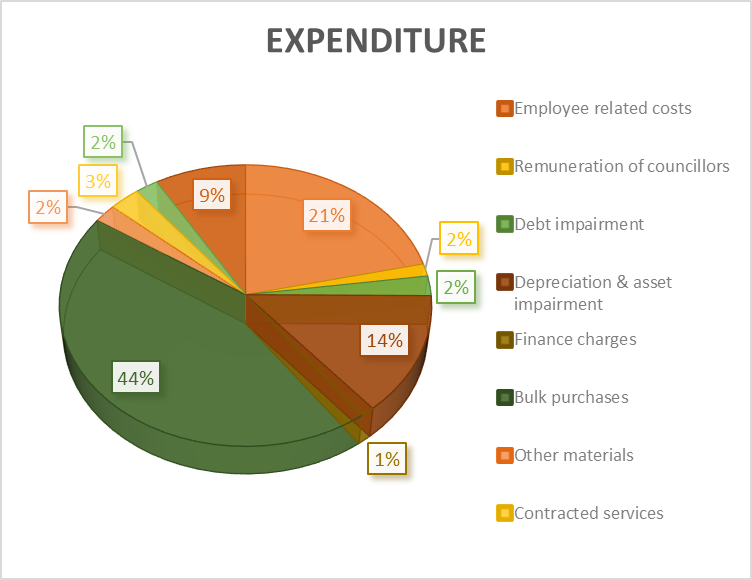 EXPENDITURE
2%
3%
2%
9%
21%
2%
2%
14%
44%
1%
Employee related costs
Remuneration of councillors
Debt impairment
Depreciation & asset
impairment
Finance charges
Bulk purchases
Other materials
Contracted services